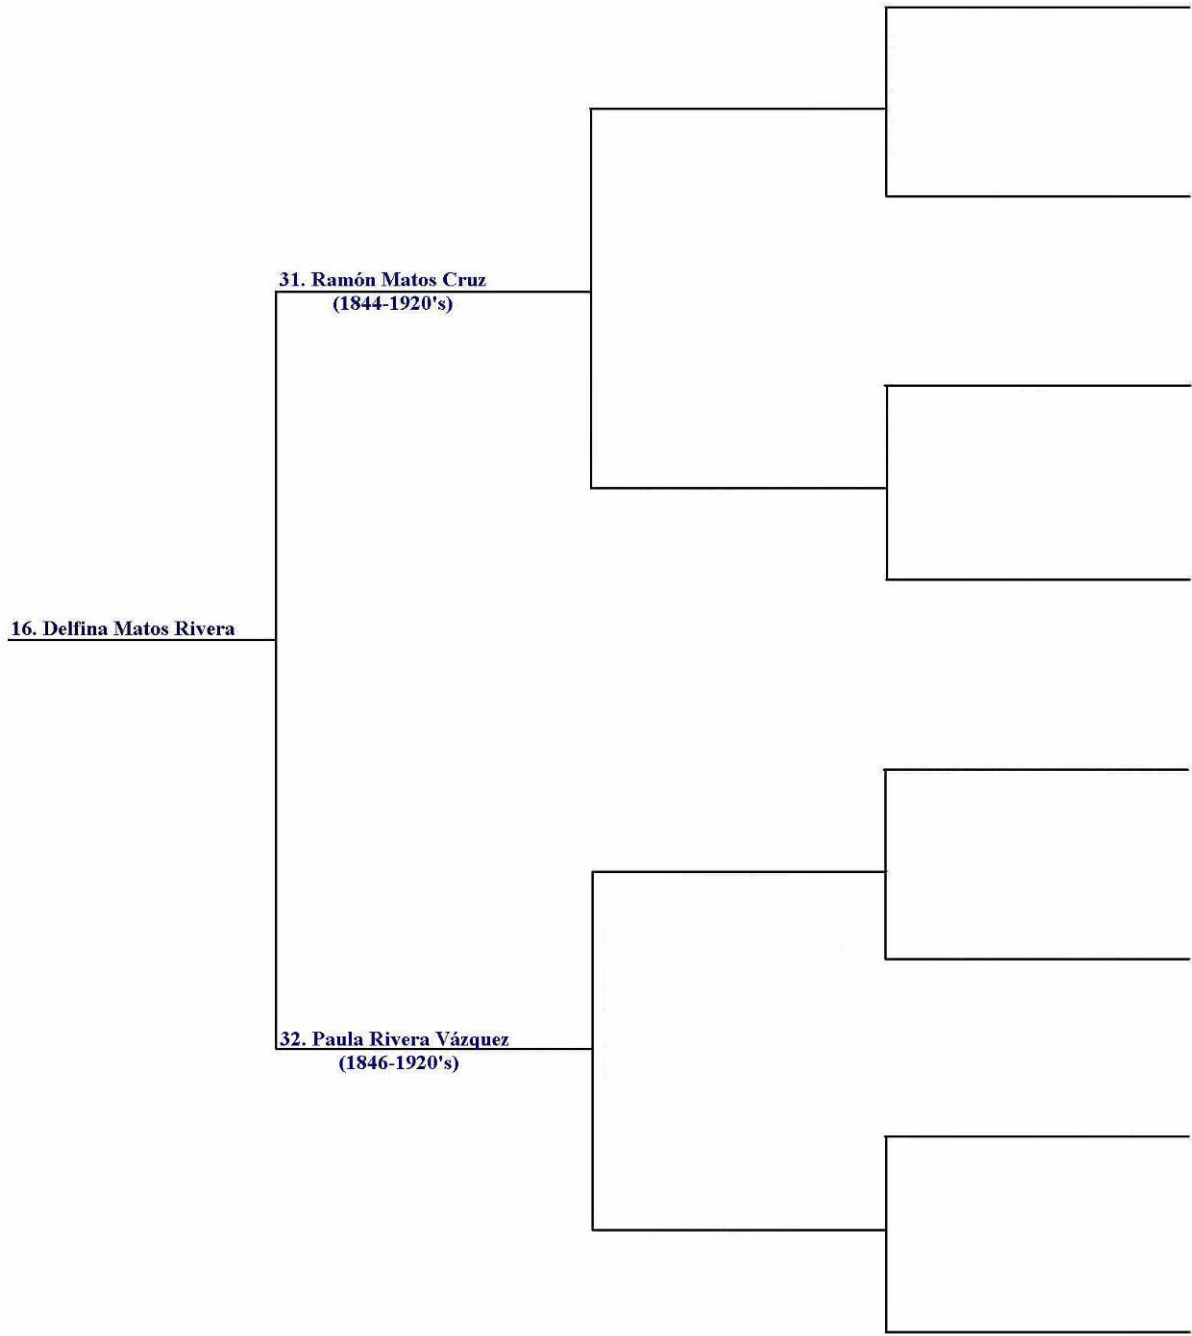 31. Ramón Matos Cruz
(1844-1920's)
16. Delfina Matos Rivera
32. Paula Rivera Vázquez
(1846-1920's)